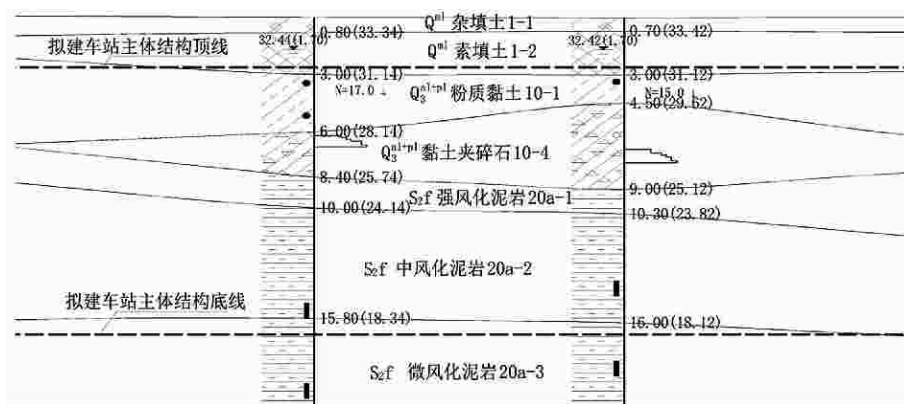 Q^ml 杂填土1-1
0.80(33.34)
0.70(33.42)
32.44(1.70)
32.42(1.70)
拟建车站主体结构顶线
Q^ml 素填土1-2
3.00(31.14)
3.00(31.12)
N=17.0
Q₃^al+pl 粉质黏土10-1
N=15.0
4.50(29.62)
6.00(28.14)
Q₃^al+pl 黏土夹碎石10-4
8.40(25.74)
9.00(25.12)
S₂f 强风化泥岩20a-1
10.00(24.14)
10.30(23.82)
S₂f 中风化泥岩20a-2
拟建车站主体结构底线
15.80(18.34)
16.00(18.12)
S₂f 微风化泥岩20a-3